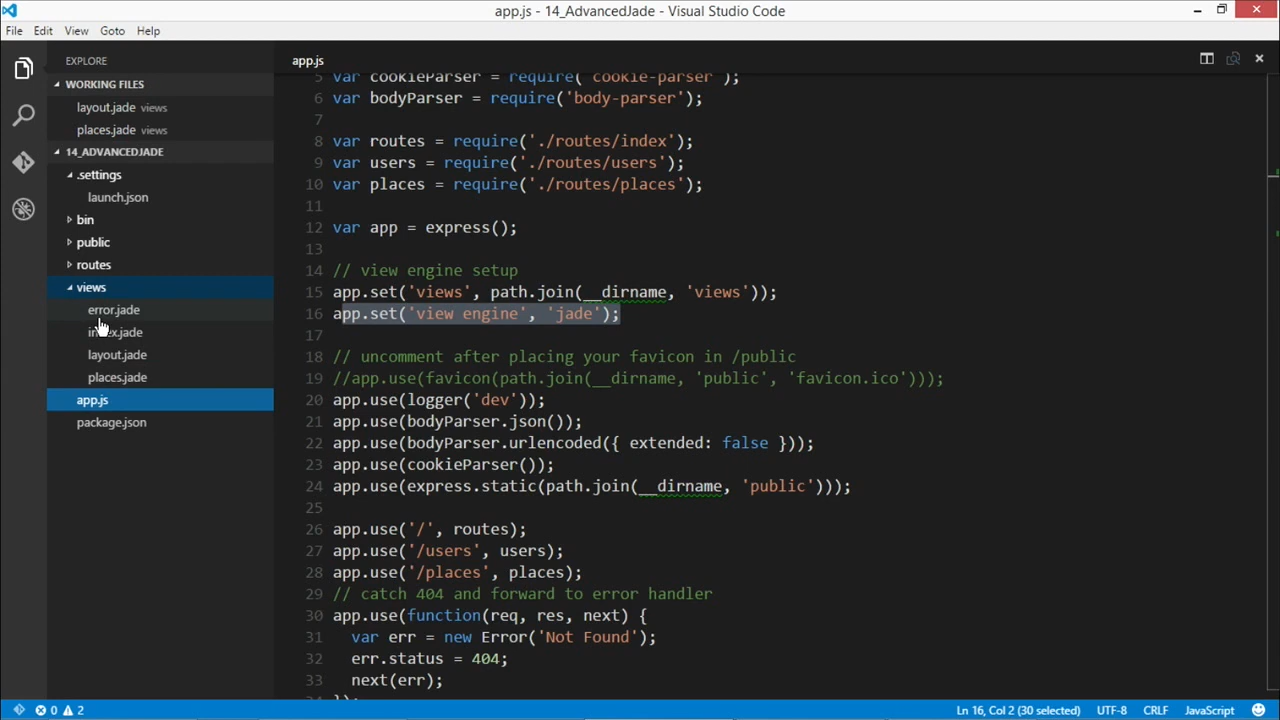 app.js - 14_AdvancedJade - Visual Studio Code
File Edit View Goto Help
EXPLORE
WORKING FILES
layout.jade views
places.jade views
14_ADVANCEDJADE
.settings
launch.json
bin
public
routes
views
error.jade
index.jade
layout.jade
places.jade
app.js
package.json
app.js
5 var cookieParser = require('cookie-parser');
6 var bodyParser = require('body-parser');
7
8 var routes = require('./routes/index');
9 var users = require('./routes/users');
10 var places = require('./routes/places');
11
12 var app = express();
13
14 // view engine setup
15 app.set('views', path.join(__dirname, 'views'));
16 app.set('view engine', 'jade');
17
18 // uncomment after placing your favicon in /public
19 //app.use(favicon(path.join(__dirname, 'public', 'favicon.ico')));
20 app.use(logger('dev'));
21 app.use(bodyParser.json());
22 app.use(bodyParser.urlencoded({ extended: false }));
23 app.use(cookieParser());
24 app.use(express.static(path.join(__dirname, 'public')));
25
26 app.use('/', routes);
27 app.use('/users', users);
28 app.use('/places', places);
29 // catch 404 and forward to error handler
30 app.use(function(req, res, next) {
31 var err = new Error('Not Found');
32 err.status = 404;
33 next(err);
34 });
0 2
Ln 16, Col 2 (30 selected) UTF-8 CRLF JavaScript